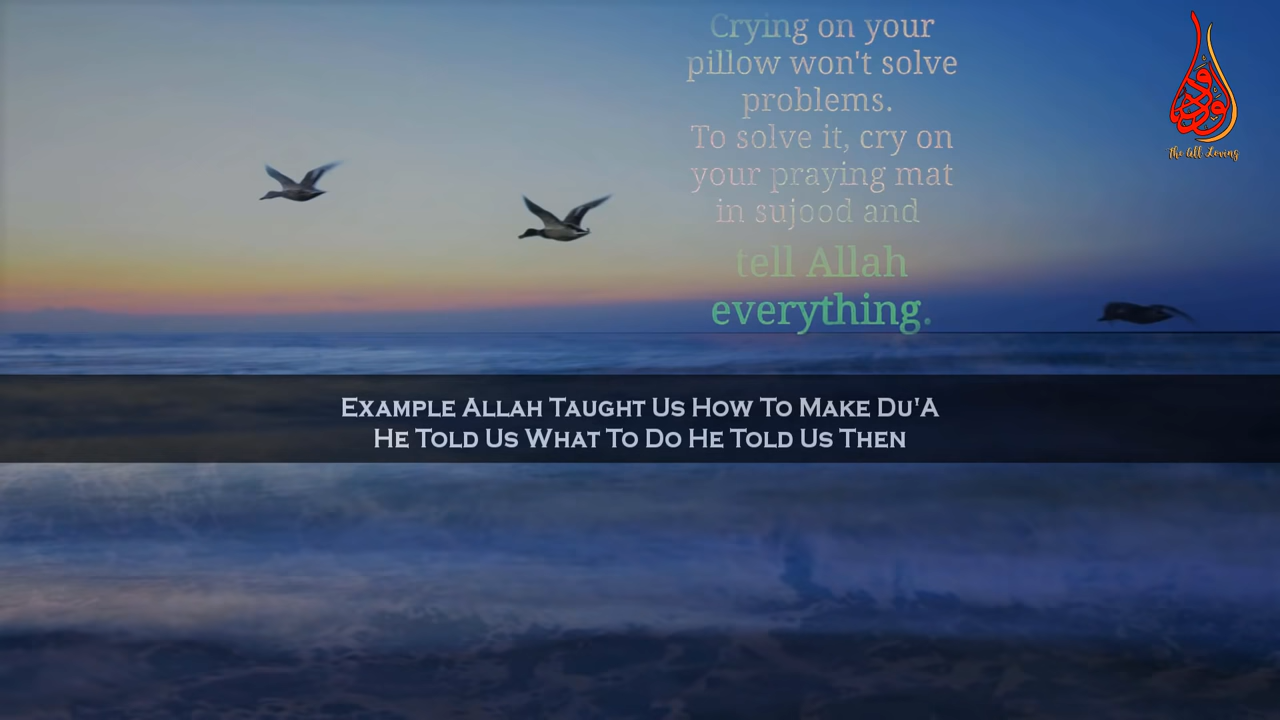 Crying on your
pillow won't solve
problems.
To solve it, cry on
your praying mat
in sujood and
tell Allah
everything.
الودود
The All Loving
Example Allah Taught Us How To Make Du'A
He Told Us What To Do He Told Us Then